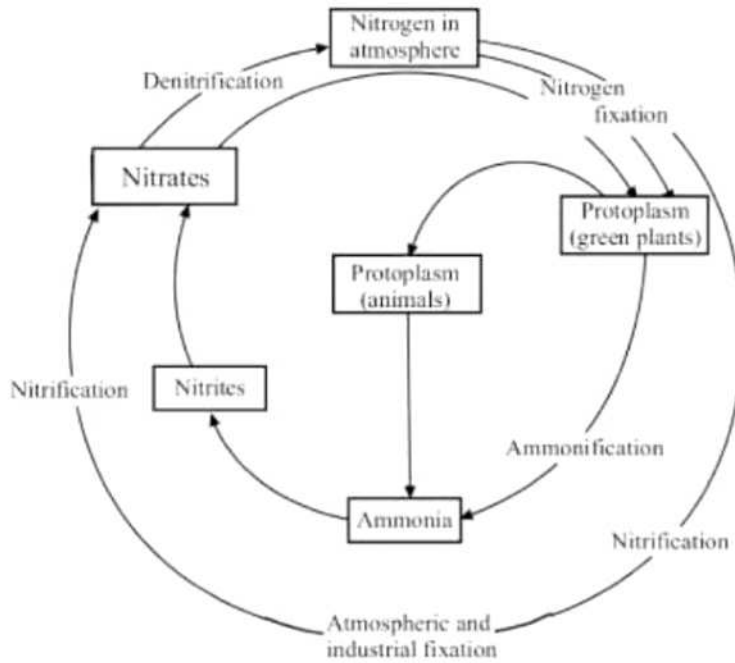 Nitrogen in
atmosphere
Denitrification
Nitrogen
fixation
Nitrates
Protoplasm
(green plants)
Protoplasm
(animals)
Nitrification
Nitrites
Ammonification
Ammonia
Nitrification
Atmospheric and
industrial fixation